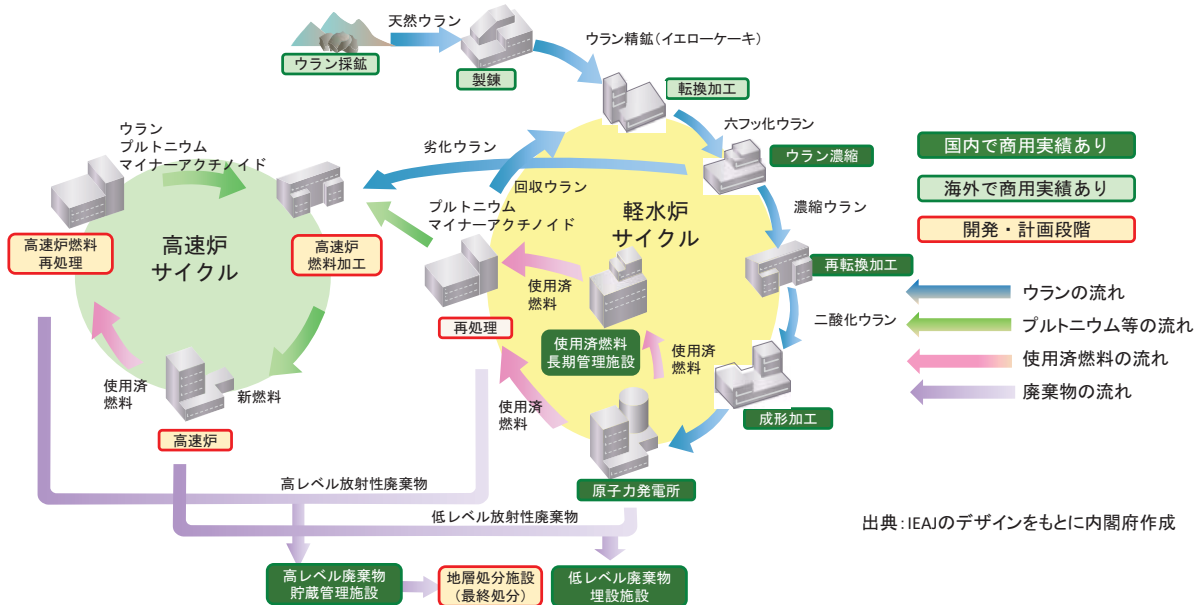 天然ウラン
ウラン採鉱
製錬
ウラン精鉱(イエローケーキ)
転換加工
六フッ化ウラン
ウラン濃縮
濃縮ウラン
再転換加工
二酸化ウラン
成形加工
原子力発電所
軽水炉
サイクル
劣化ウラン
回収ウラン
プルトニウム
マイナーアクチノイド
使用済
燃料
再処理
使用済燃料
長期管理施設
使用済
燃料
使用済
燃料
ウラン
プルトニウム
マイナーアクチノイド
高速炉
サイクル
高速炉燃料
再処理
高速炉
燃料加工
使用済
燃料
新燃料
高速炉
高レベル放射性廃棄物
低レベル放射性廃棄物
高レベル廃棄物
貯蔵管理施設
地層処分施設
(最終処分)
低レベル廃棄物
埋設施設
国内で商用実績あり
海外で商用実績あり
開発・計画段階
ウランの流れ
プルトニウム等の流れ
使用済燃料の流れ
廃棄物の流れ
出典:IEAJのデザインをもとに内閣府作成